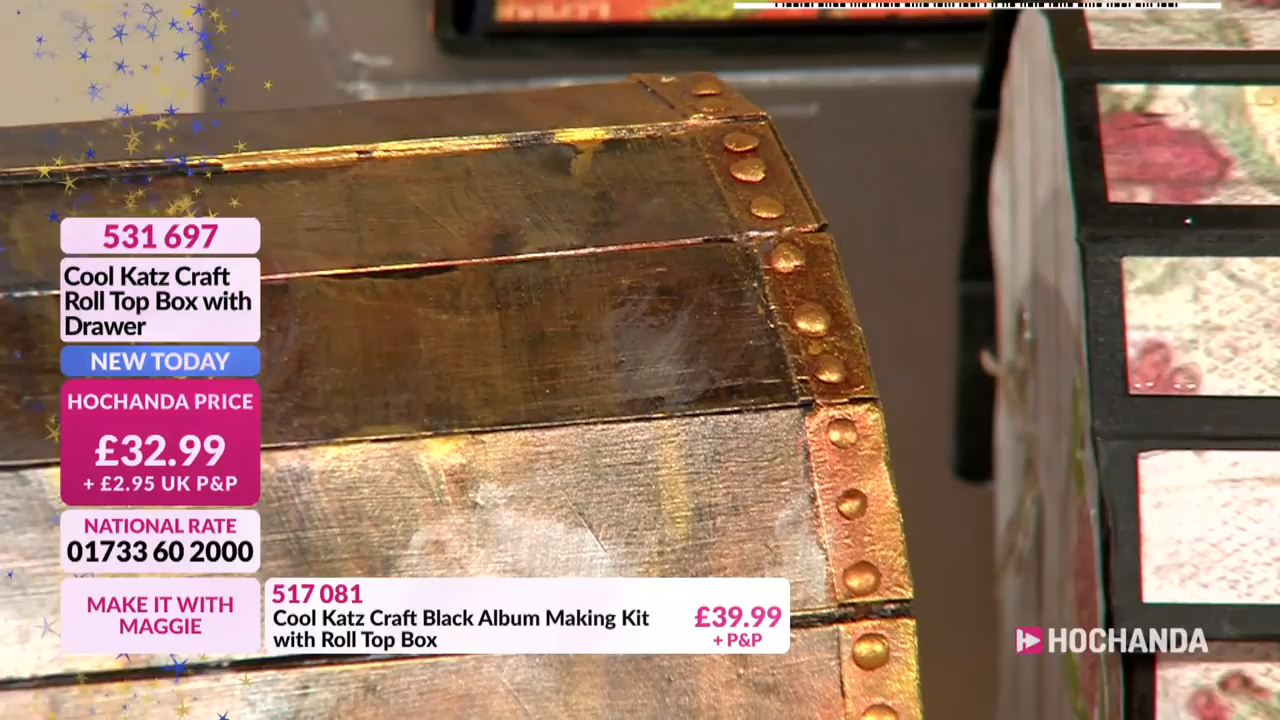 531 697
Cool Katz Craft
Roll Top Box with
Drawer
NEW TODAY
HOCHANDA PRICE
£32.99
+ £2.95 UK P&P
NATIONAL RATE
01733 60 2000
MAKE IT WITH
MAGGIE
517 081
Cool Katz Craft Black Album Making Kit
with Roll Top Box
£39.99
+ P&P
HOCHANDA